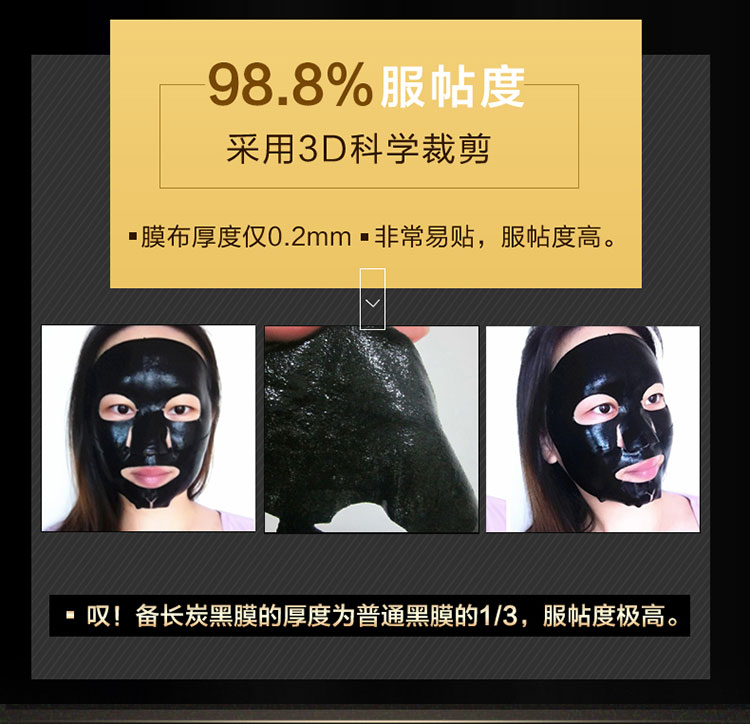 98.8%服帖度
采用3D科学裁剪
▪膜布厚度仅0.2mm ▪非常易贴，服帖度高。
▪ 叹！备长炭黑膜的厚度为普通黑膜的1/3，服帖度极高。